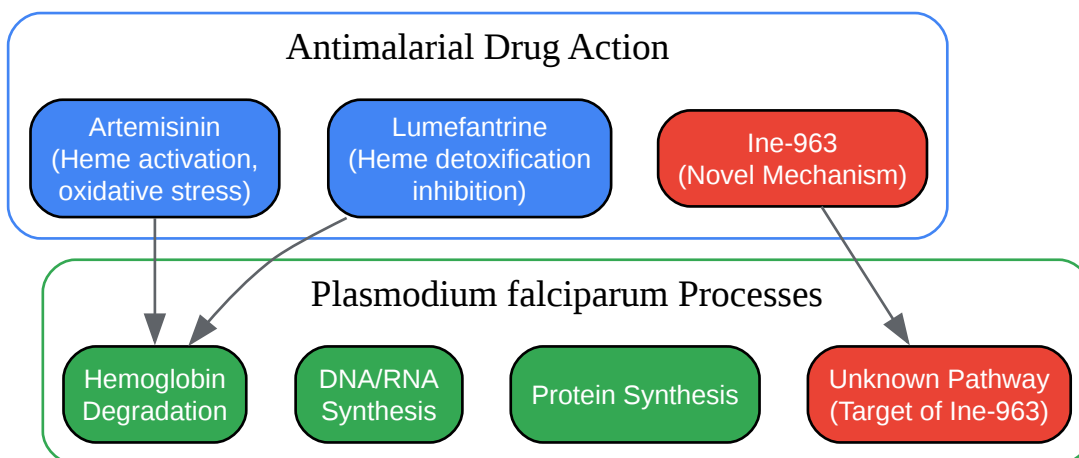 Antimalarial Drug Action
Artemisinin
(Heme activation,
oxidative stress)
Lumefantrine
(Heme detoxification
inhibition)
Ine-963
(Novel Mechanism)
Plasmodium falciparum Processes
Hemoglobin
Degradation
DNA/RNA
Synthesis
Protein Synthesis
Unknown Pathway
(Target of Ine-963)